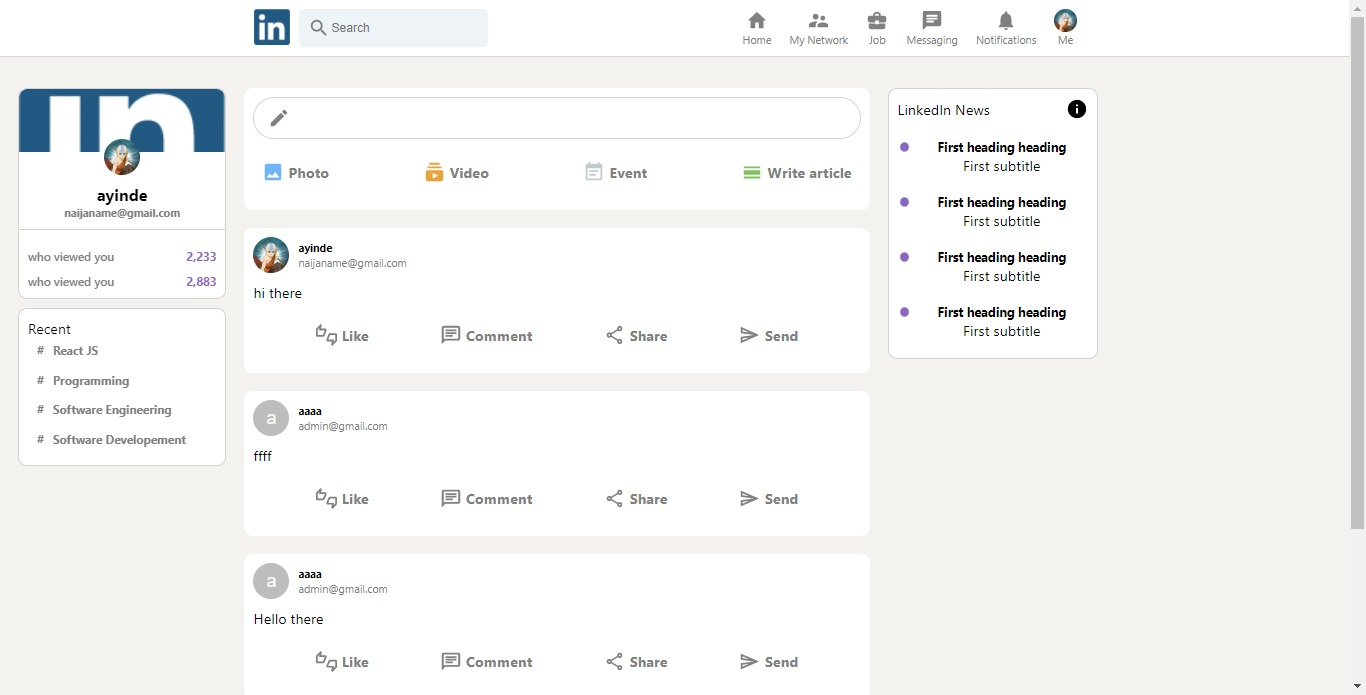 in
Search
Home
My Network
Job
Messaging
Notifications
Me
in
ayinde
naijaname@gmail.com
who viewed you 2,233
who viewed you 2,883
Recent
# React JS
# Programming
# Software Engineering
# Software Developement
Photo
Video
Event
Write article
ayinde
naijaname@gmail.com
hi there
Like
Comment
Share
Send
a
aaaa
admin@gmail.com
ffff
Like
Comment
Share
Send
a
aaaa
admin@gmail.com
Hello there
Like
Comment
Share
Send
LinkedIn News
First heading heading
First subtitle
First heading heading
First subtitle
First heading heading
First subtitle
First heading heading
First subtitle